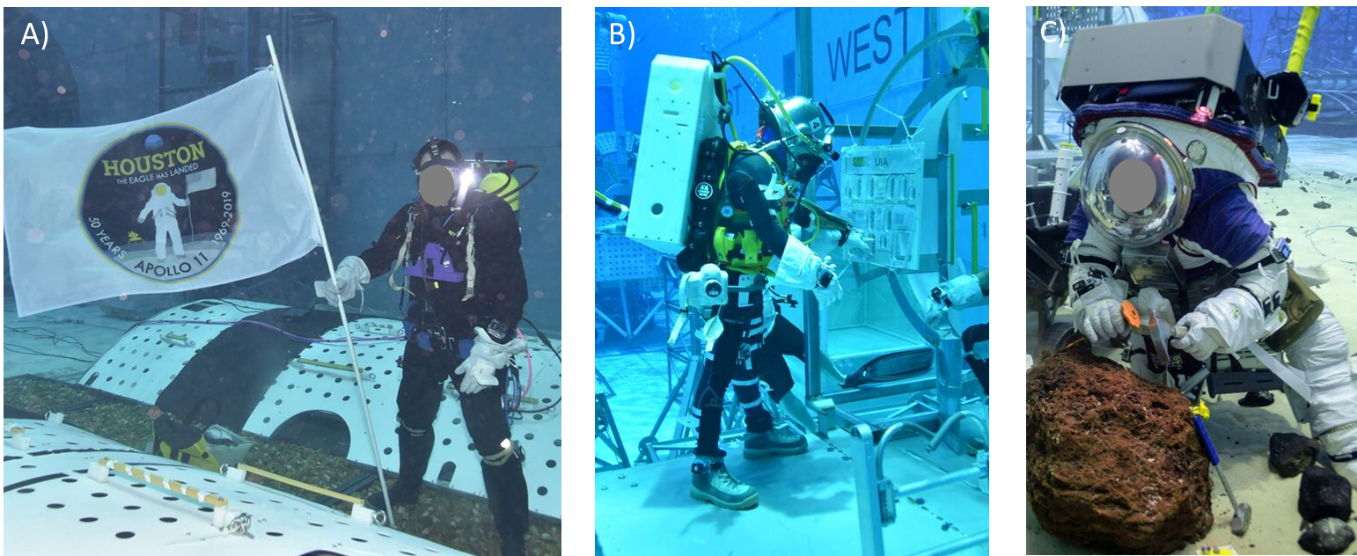 A)
HOUSTON
THE EAGLE HAS LANDED
50 YEARS
1969-2019
APOLLO 11
B)
WEST
UIA
C)